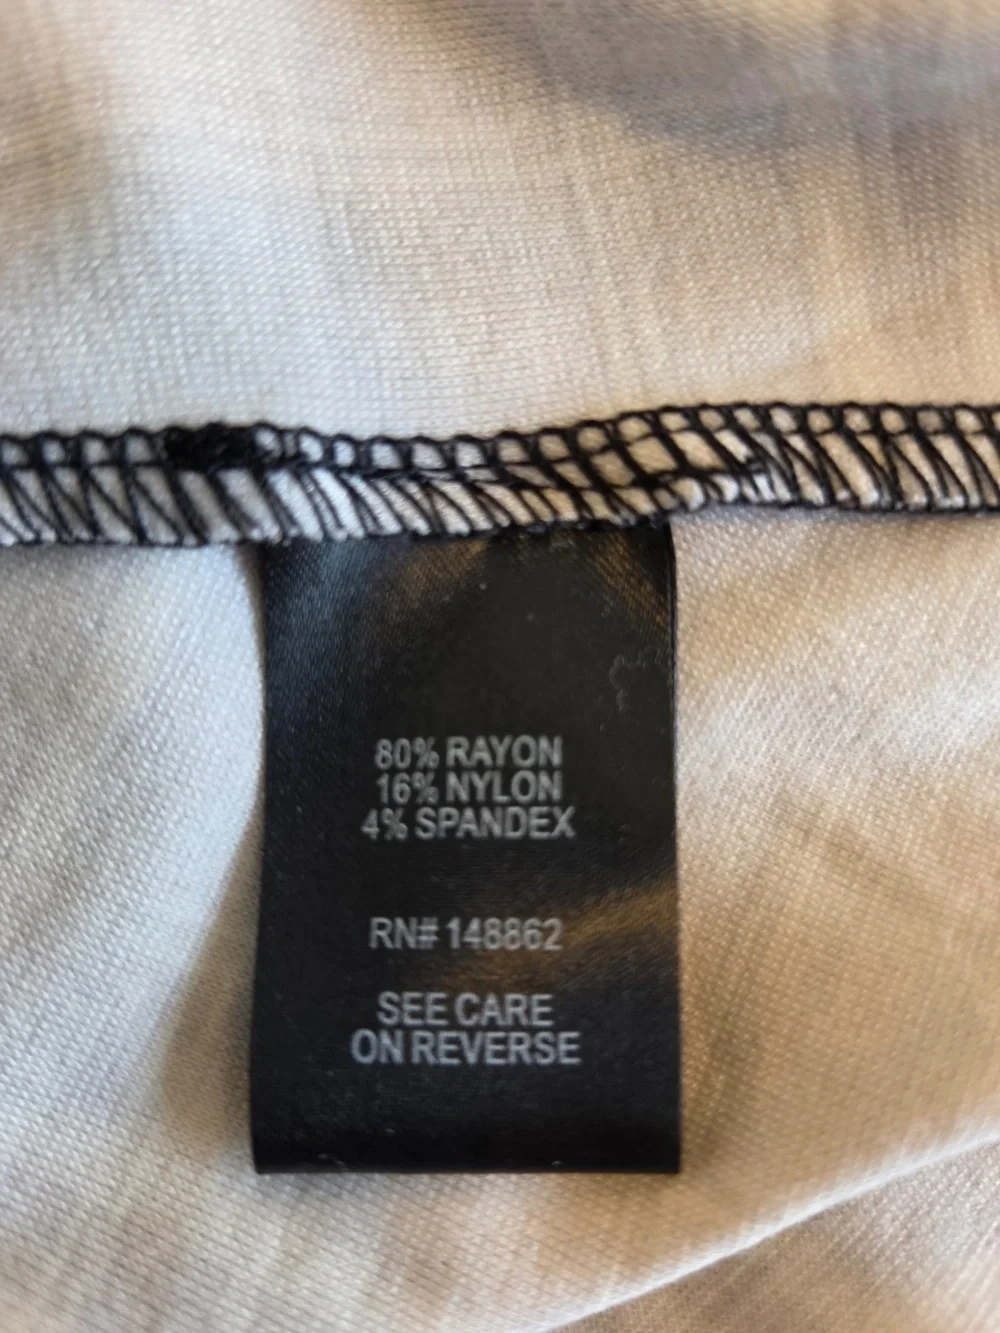 80% RAYON
16% NYLON
4% SPANDEX
RN# 148862
SEE CARE
ON REVERSE